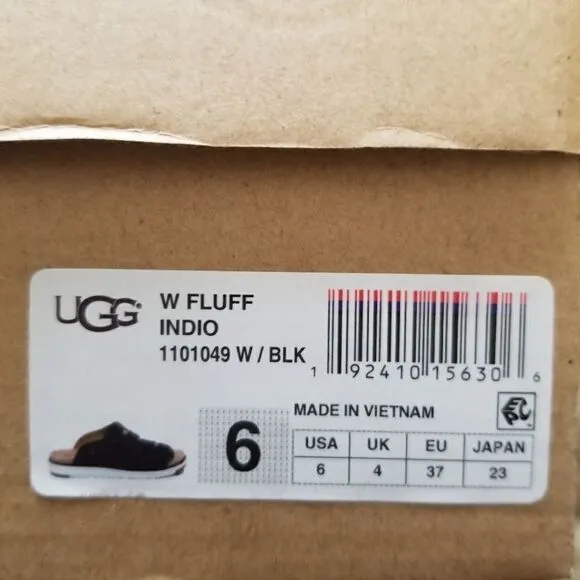 UGG®
W FLUFF
INDIO
1101049 W / BLK
1 92410 15630 6
MADE IN VIETNAM
6
USA UK EU JAPAN
6 4 37 23